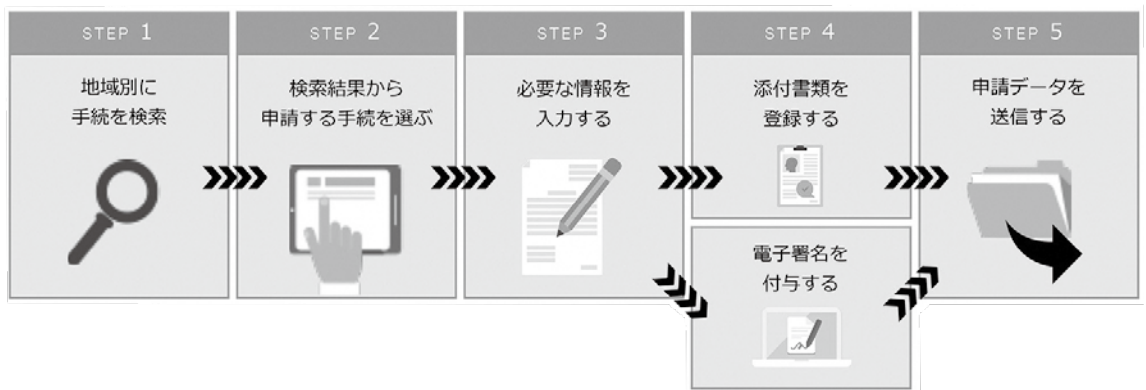 STEP 1
地域別に
手続を検索
STEP 2
検索結果から
申請する手続を選ぶ
STEP 3
必要な情報を
入力する
STEP 4
添付書類を
登録する
電子署名を
付与する
STEP 5
申請データを
送信する